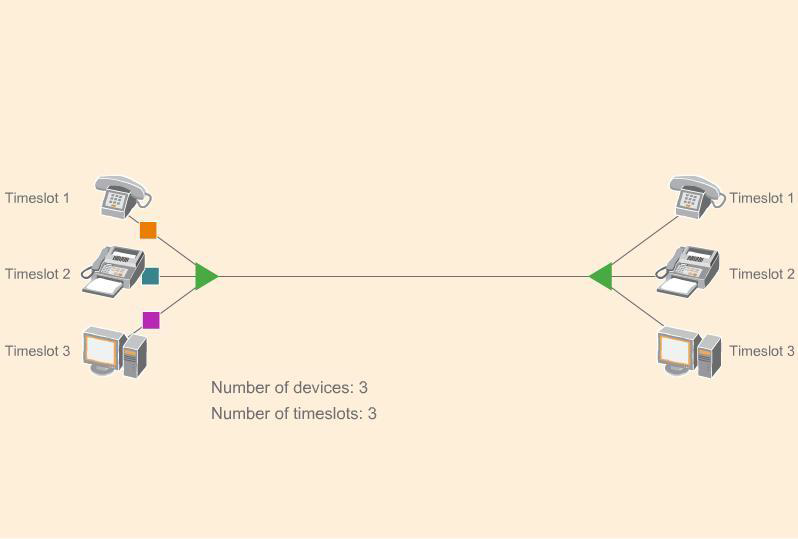 Timeslot 1
Timeslot 1
Timeslot 2
Timeslot 2
Timeslot 3
Timeslot 3
Number of devices: 3
Number of timeslots: 3